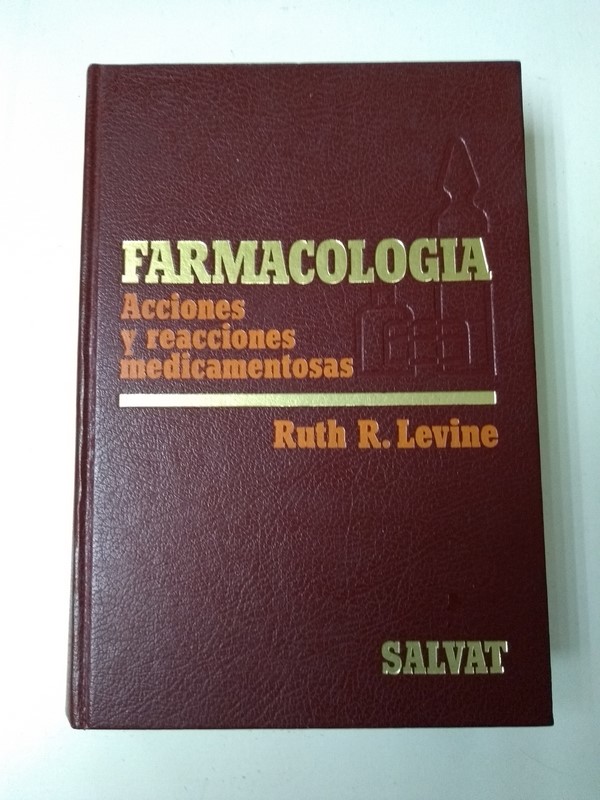 FARMACOLOGIA
Acciones
y reacciones
medicamentosas
Ruth R. Levine
SALVAT